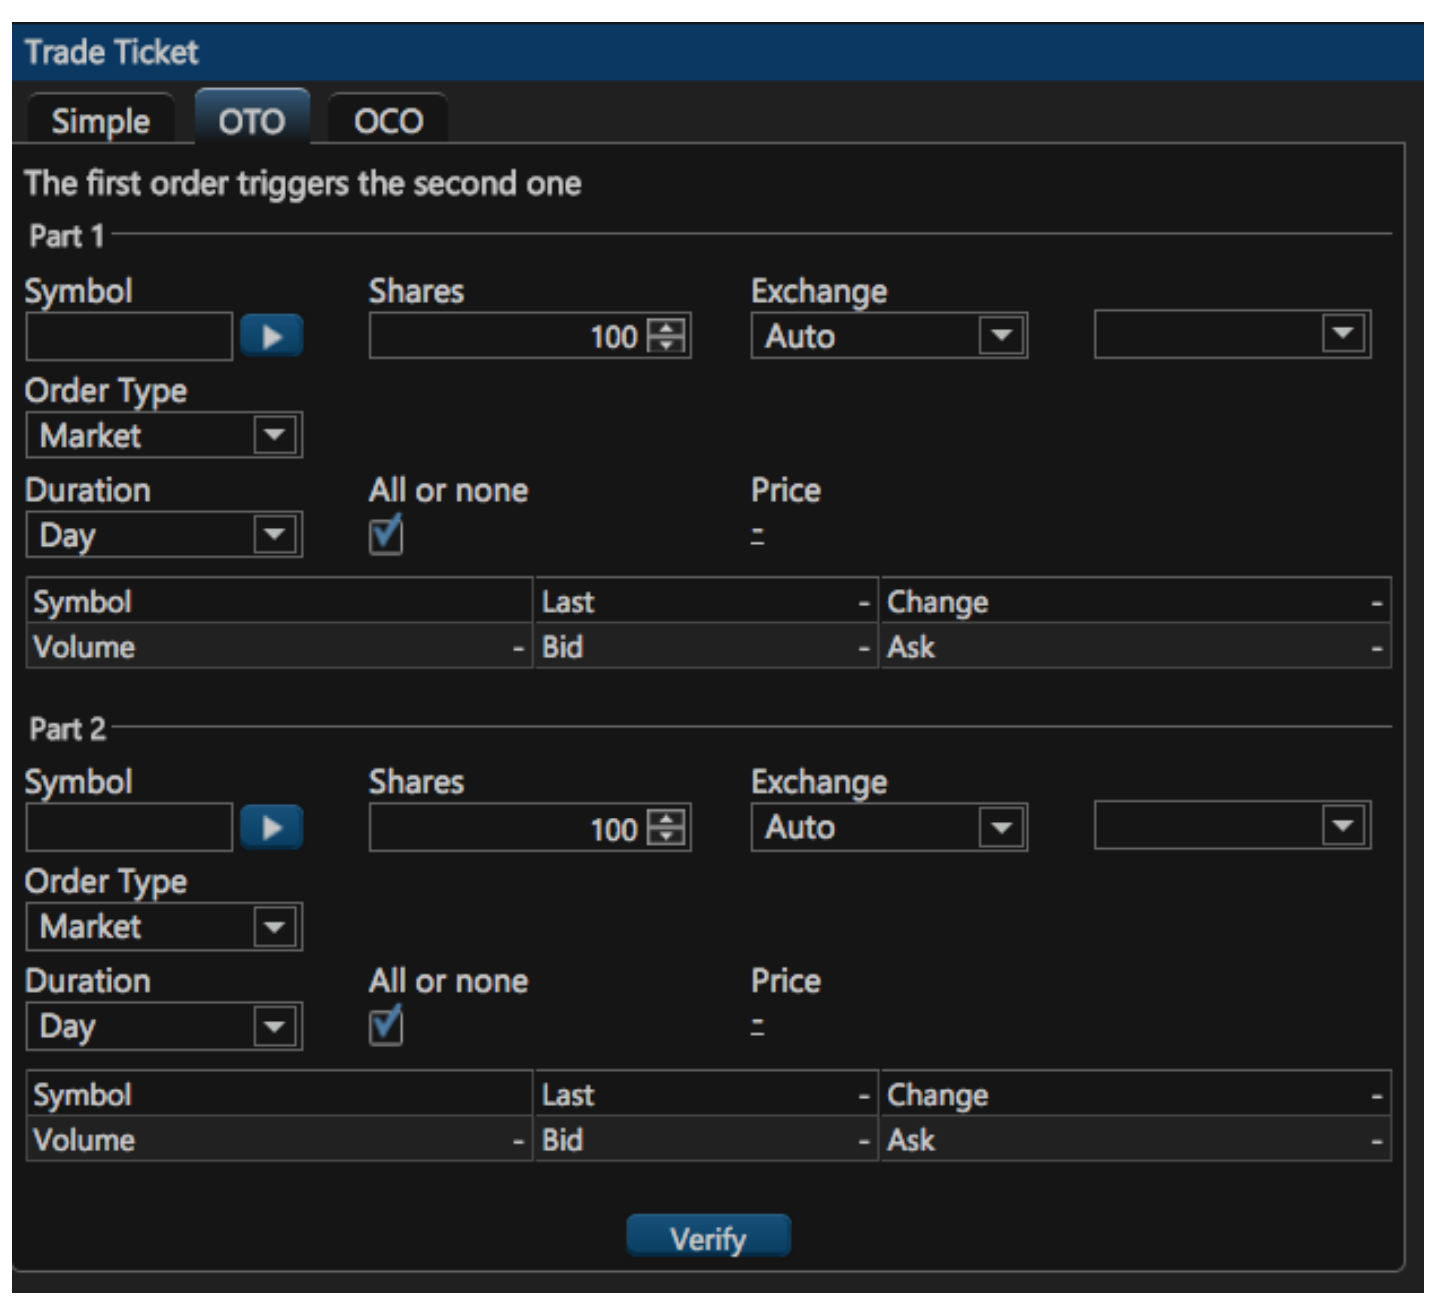 Trade Ticket
Simple OTO OCO
The first order triggers the second one
Part 1
Symbol Shares Exchange
100 Auto
Order Type
Market
Duration All or none Price
Day -
Symbol Last - Change -
Volume - Bid - Ask -
Part 2
Symbol Shares Exchange
100 Auto
Order Type
Market
Duration All or none Price
Day -
Symbol Last - Change -
Volume - Bid - Ask -
Verify